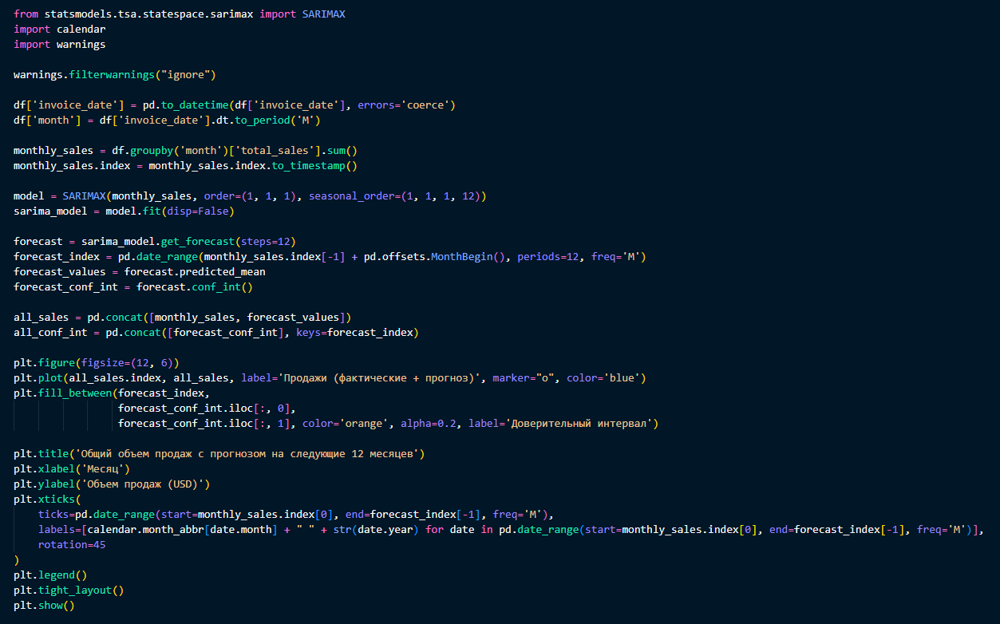 from statsmodels.tsa.statespace.sarimax import SARIMAX
import calendar
import warnings
warnings.filterwarnings("ignore")
df['invoice_date'] = pd.to_datetime(df['invoice_date'], errors='coerce')
df['month'] = df['invoice_date'].dt.to_period('M')
monthly_sales = df.groupby('month')['total_sales'].sum()
monthly_sales.index = monthly_sales.index.to_timestamp()
model = SARIMAX(monthly_sales, order=(1, 1, 1), seasonal_order=(1, 1, 1, 12))
sarima_model = model.fit(disp=False)
forecast = sarima_model.get_forecast(steps=12)
forecast_index = pd.date_range(monthly_sales.index[-1] + pd.offsets.MonthBegin(), periods=12, freq='M')
forecast_values = forecast.predicted_mean
forecast_conf_int = forecast.conf_int()
all_sales = pd.concat([monthly_sales, forecast_values])
all_conf_int = pd.concat([forecast_conf_int], keys=forecast_index)
plt.figure(figsize=(12, 6))
plt.plot(all_sales.index, all_sales, label='Продажи (фактические + прогноз)', marker="o", color='blue')
plt.fill_between(forecast_index,
                 forecast_conf_int.iloc[:, 0],
                 forecast_conf_int.iloc[:, 1], color='orange', alpha=0.2, label='Доверительный интервал')
plt.title('Общий объем продаж с прогнозом на следующие 12 месяцев')
plt.xlabel('Месяц')
plt.ylabel('Объем продаж (USD)')
plt.xticks(
    ticks=pd.date_range(start=monthly_sales.index[0], end=forecast_index[-1], freq='M'),
    labels=[calendar.month_abbr[date.month] + " " + str(date.year) for date in pd.date_range(start=monthly_sales.index[0], end=forecast_index[-1], freq='M')],
    rotation=45
)
plt.legend()
plt.tight_layout()
plt.show()